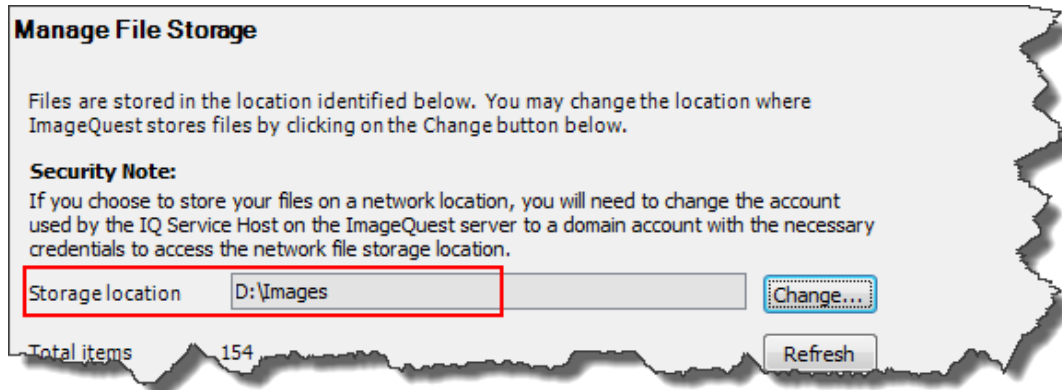 Manage File Storage
Files are stored in the location identified below. You may change the location where
ImageQuest stores files by clicking on the Change button below.
Security Note:
If you choose to store your files on a network location, you will need to change the account
used by the IQ Service Host on the ImageQuest server to a domain account with the necessary
credentials to access the network file storage location.
Storage location D:\Images Change...
Total items 154 Refresh